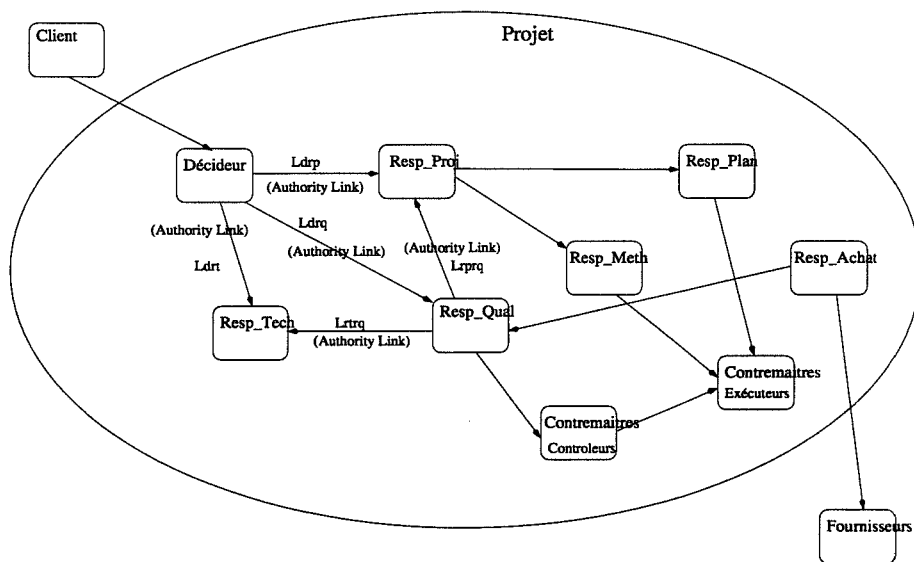 Client
Projet
Décideur
Ldrp
(Authority Link)
Resp_Proj
Resp_Plan
(Authority Link)
Ldrq
(Authority Link)
(Authority Link)
Lrprq
Ldrt
Resp_Meth
Resp_Achat
Resp_Tech
Lrtrq
(Authority Link)
Resp_Qual
Contremaitres
Exécuteurs
Contremaitres
Controleurs
Fournisseurs